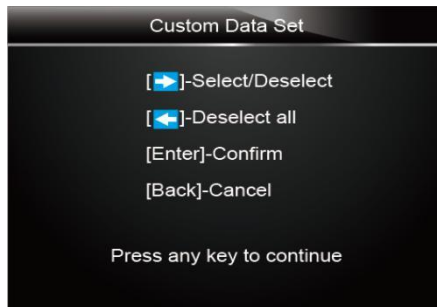 Custom Data Set
[➡]-Select/Deselect
[⬅]-Deselect all
[Enter]-Confirm
[Back]-Cancel
Press any key to continue